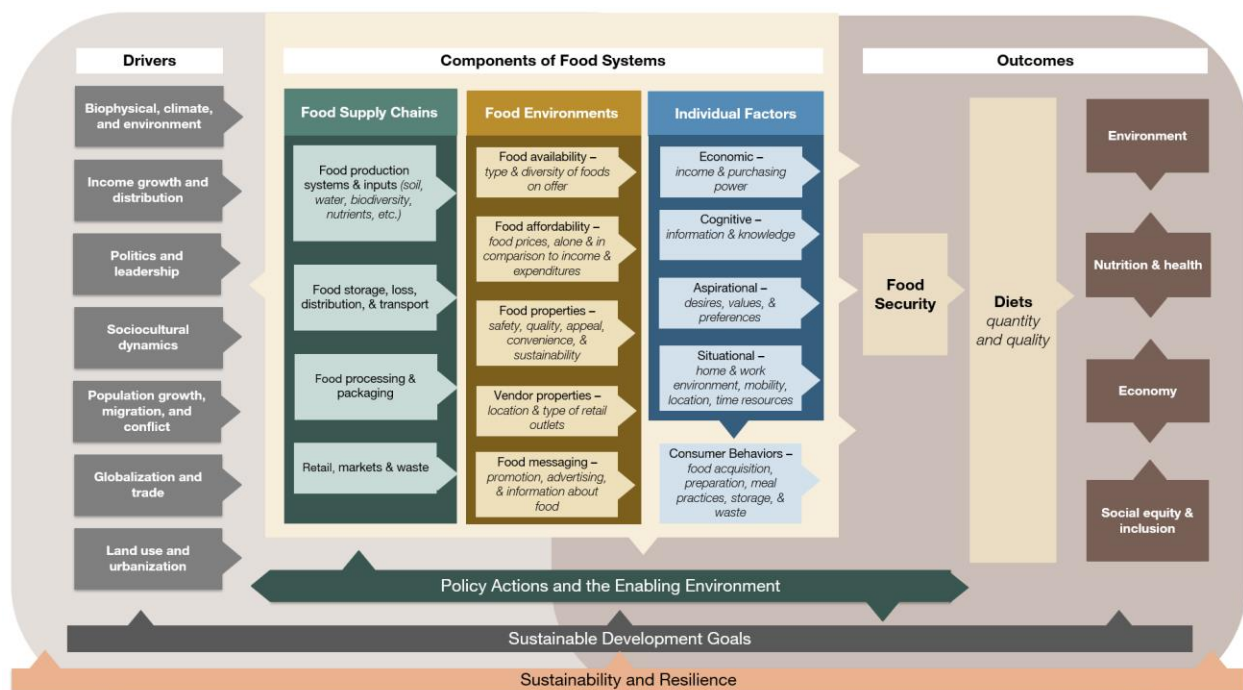 Drivers
Biophysical, climate,
and environment
Income growth and
distribution
Politics and
leadership
Sociocultural
dynamics
Population growth,
migration, and
conflict
Globalization and
trade
Land use and
urbanization
Components of Food Systems
Food Supply Chains
Food production
systems & inputs (soil,
water, biodiversity,
nutrients, etc.)
Food storage, loss,
distribution, & transport
Food processing &
packaging
Retail, markets & waste
Food Environments
Food availability –
type & diversity of foods
on offer
Food affordability –
food prices, alone & in
comparison to income &
expenditures
Food properties –
safety, quality, appeal,
convenience, &
sustainability
Vendor properties –
location & type of retail
outlets
Food messaging –
promotion, advertising,
& information about
food
Individual Factors
Economic –
income & purchasing
power
Cognitive –
information & knowledge
Aspirational –
desires, values, &
preferences
Situational –
home & work
environment, mobility,
location, time resources
Consumer Behaviors –
food acquisition,
preparation, meal
practices, storage, &
waste
Outcomes
Food
Security
Diets
quantity
and quality
Environment
Nutrition & health
Economy
Social equity &
inclusion
Policy Actions and the Enabling Environment
Sustainable Development Goals
Sustainability and Resilience